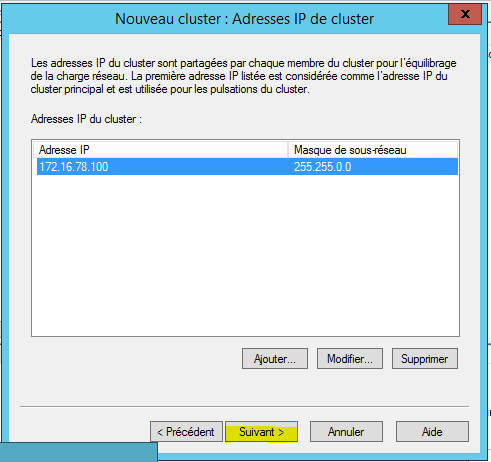 Nouveau cluster : Adresses IP de cluster
x
Les adresses IP du cluster sont partagées par chaque membre du cluster pour l'équilibrage
de la charge réseau. La première adresse IP listée est considérée comme l'adresse IP du
cluster principal et est utilisée pour les pulsations du cluster.
Adresses IP du cluster :
Adresse IP Masque de sous-réseau
172.16.78.100 255.255.0.0
Ajouter... Modifier... Supprimer
< Précédent Suivant > Annuler Aide